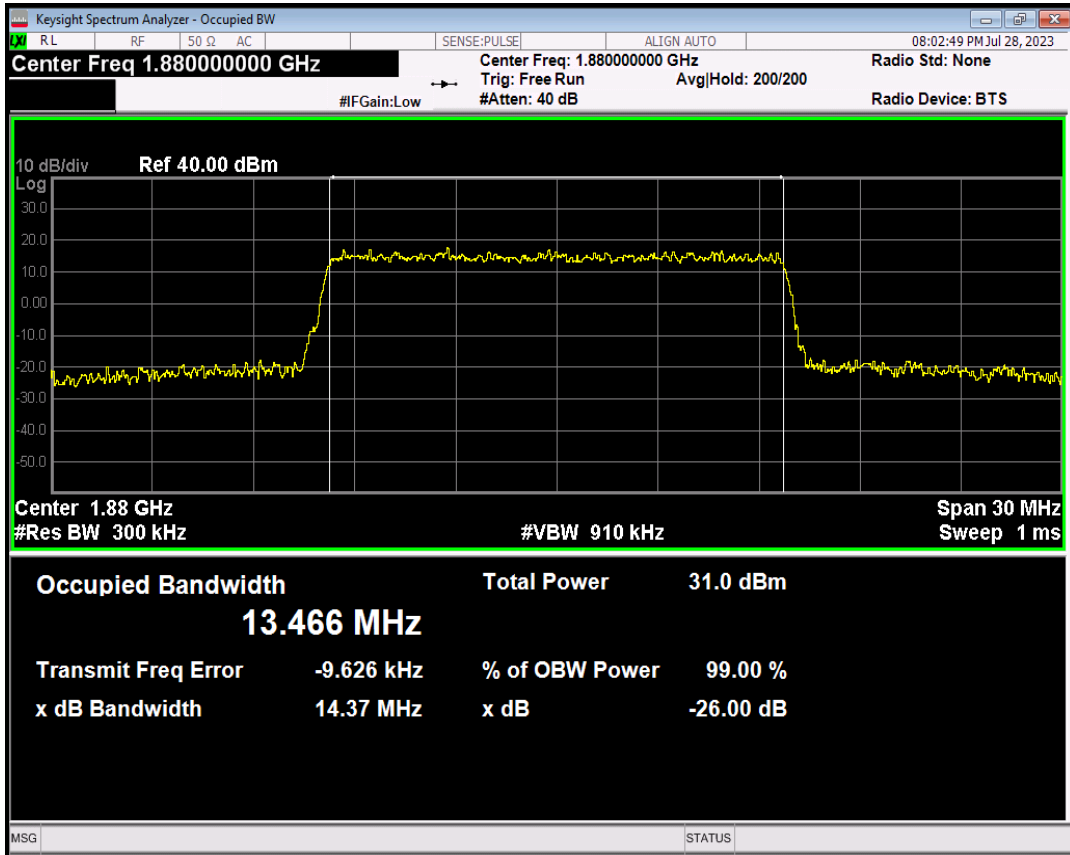 Keysight Spectrum Analyzer - Occupied BW
LXI RL RF 50 Ω AC SENSE:PULSE ALIGN AUTO 08:02:49 PM Jul 28, 2023
Center Freq 1.880000000 GHz Center Freq: 1.880000000 GHz Radio Std: None
Trig: Free Run Avg|Hold: 200/200
#IFGain:Low #Atten: 40 dB Radio Device: BTS
10 dB/div Ref 40.00 dBm
Log
30.0
20.0
10.0
0.00
-10.0
-20.0
-30.0
-40.0
-50.0
Center 1.88 GHz Span 30 MHz
#Res BW 300 kHz #VBW 910 kHz Sweep 1 ms
Occupied Bandwidth Total Power 31.0 dBm
13.466 MHz
Transmit Freq Error -9.626 kHz % of OBW Power 99.00 %
x dB Bandwidth 14.37 MHz x dB -26.00 dB
MSG STATUS